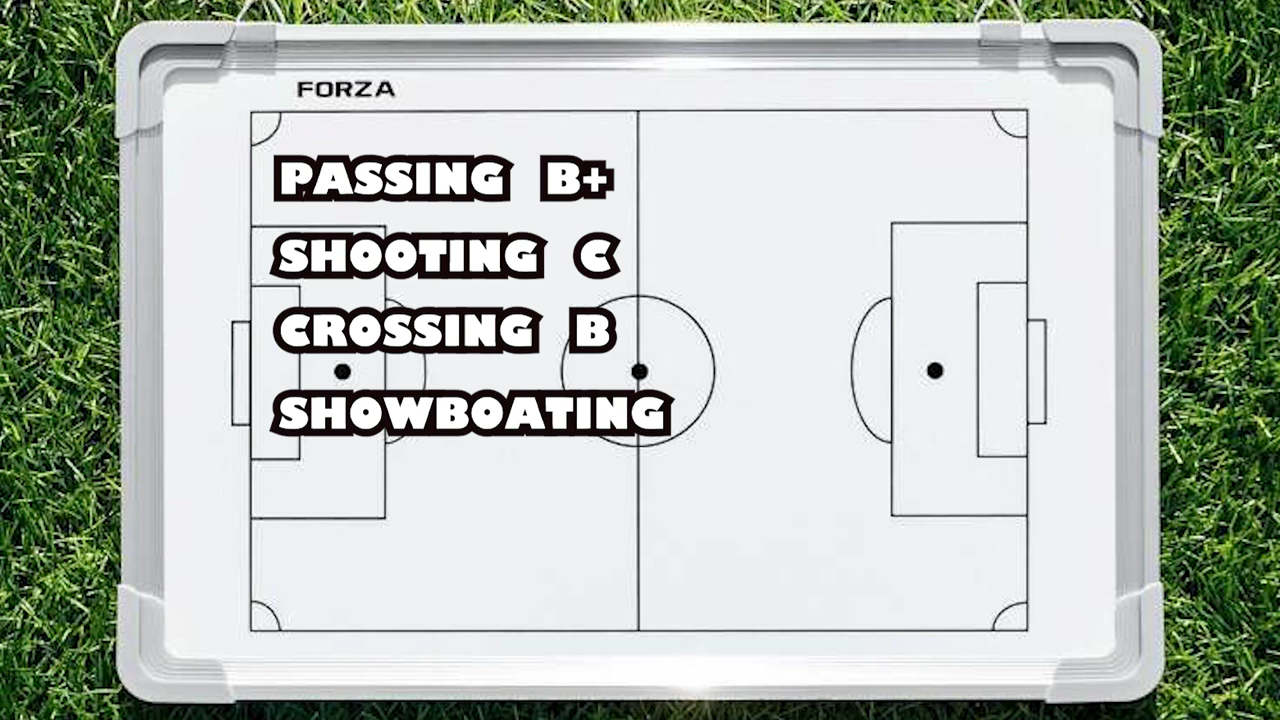 FORZA
PASSING B+
SHOOTING C
CROSSING B
SHOWBOATING